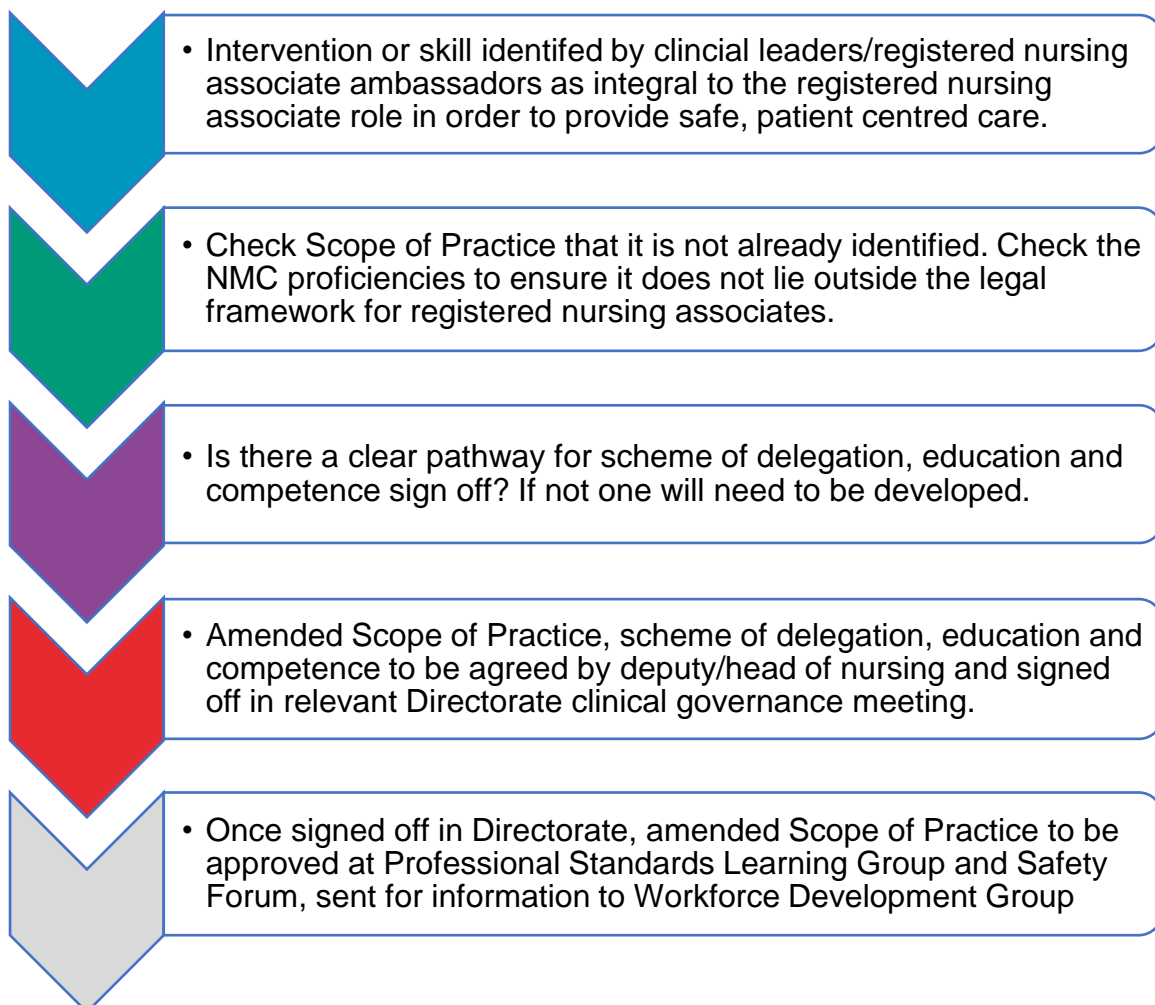 • Intervention or skill identifed by clincial leaders/registered nursing
associate ambassadors as integral to the registered nursing
associate role in order to provide safe, patient centred care.
• Check Scope of Practice that it is not already identified. Check the
NMC proficiencies to ensure it does not lie outside the legal
framework for registered nursing associates.
• Is there a clear pathway for scheme of delegation, education and
competence sign off? If not one will need to be developed.
• Amended Scope of Practice, scheme of delegation, education and
competence to be agreed by deputy/head of nursing and signed
off in relevant Directorate clinical governance meeting.
• Once signed off in Directorate, amended Scope of Practice to be
approved at Professional Standards Learning Group and Safety
Forum, sent for information to Workforce Development Group